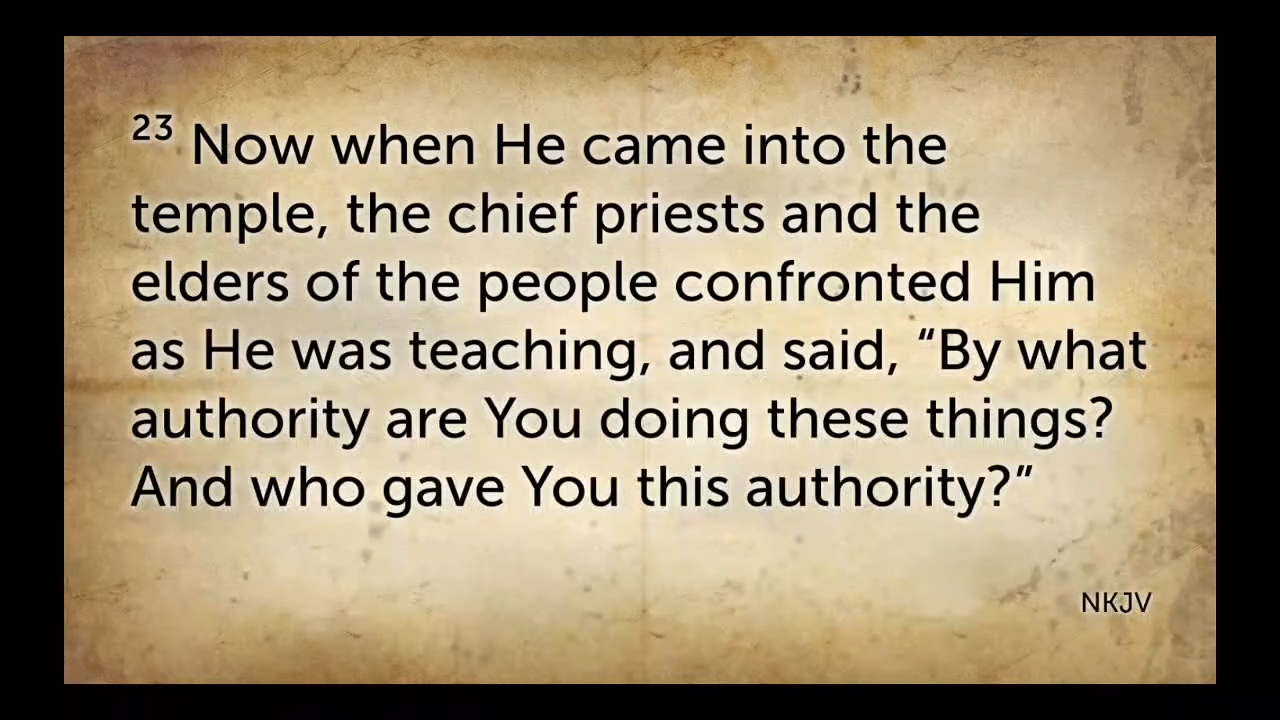 23 Now when He came into the
temple, the chief priests and the
elders of the people confronted Him
as He was teaching, and said, “By what
authority are You doing these things?
And who gave You this authority?”
NKJV